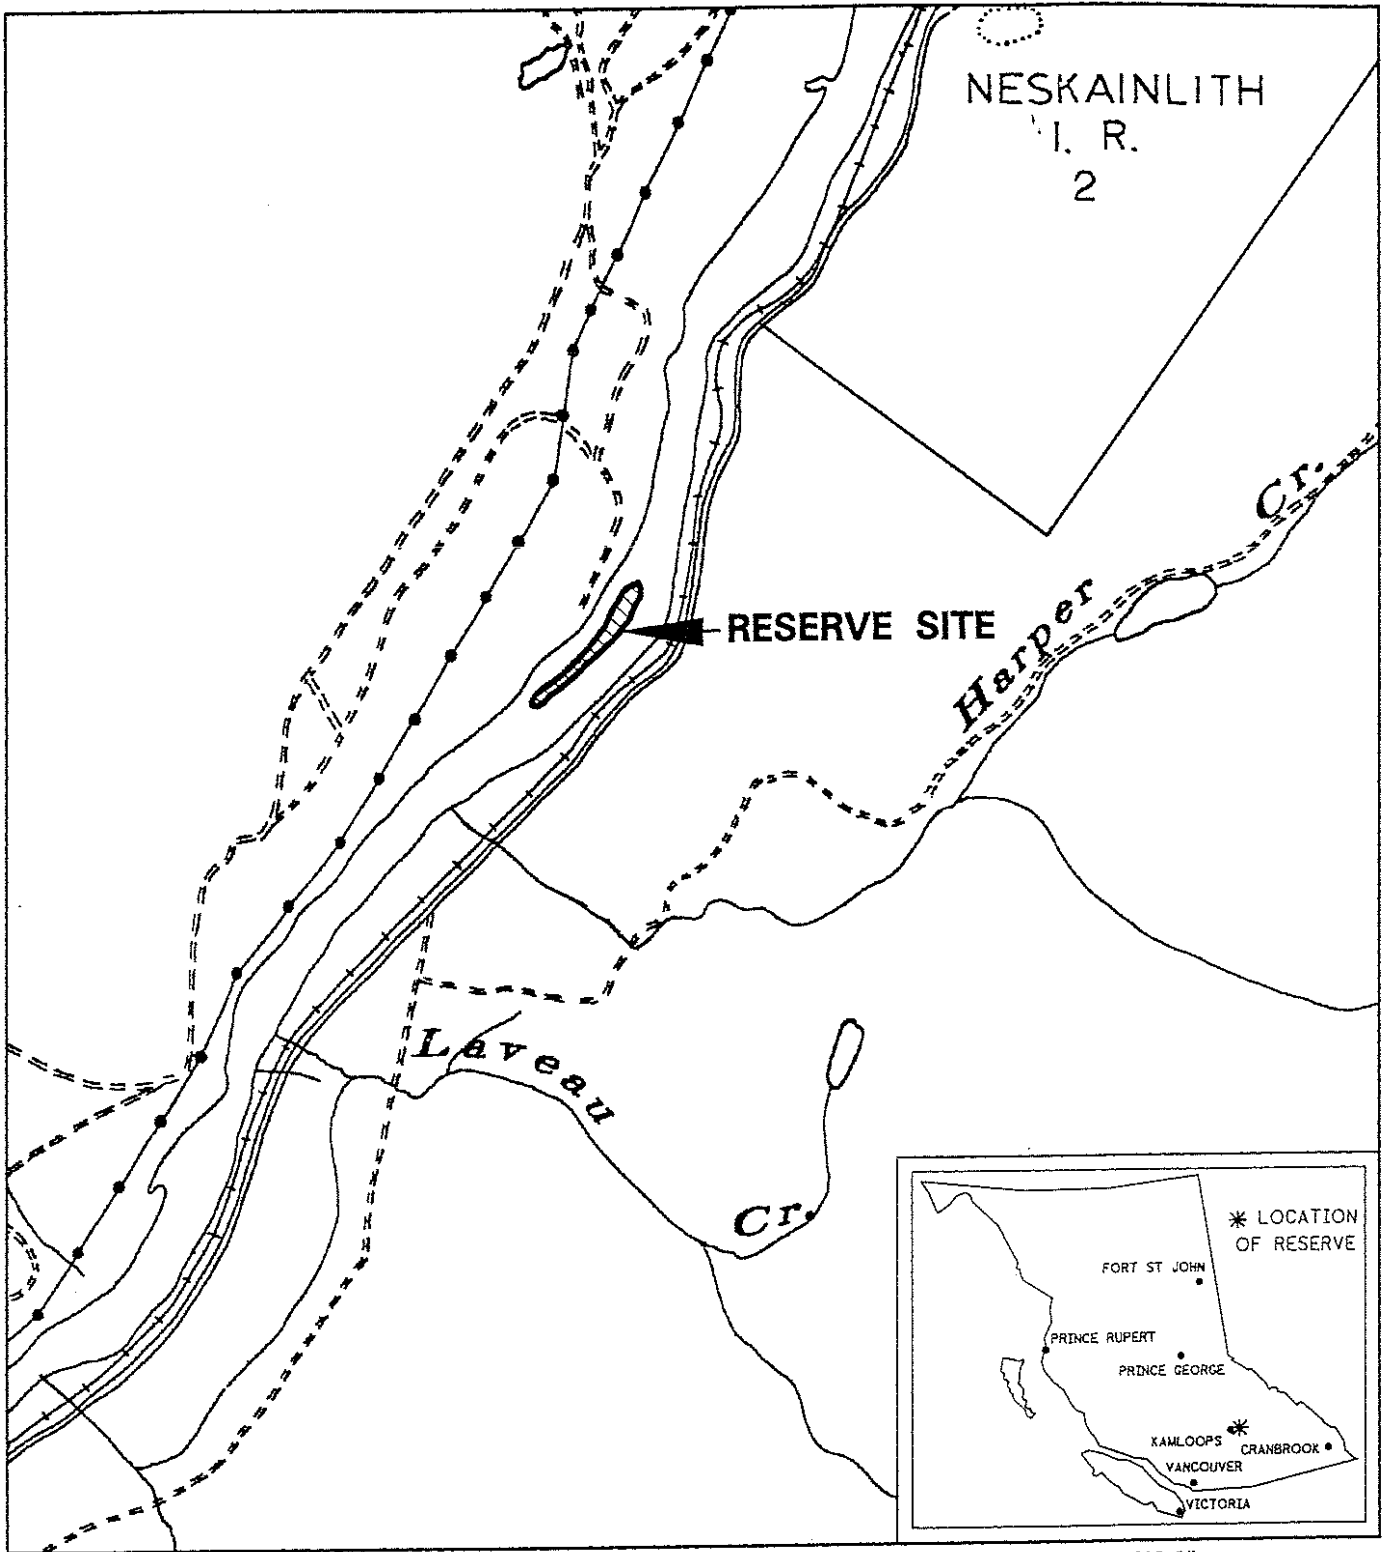 NESKAINLITH
I. R.
2
Cr.
Harper
RESERVE SITE
Laveau
Cr.
LOCATION
OF RESERVE
FORT ST JOHN
PRINCE RUPERT
PRINCE GEORGE
KAMLOOPS
CRANBROOK
VANCOUVER
VICTORIA